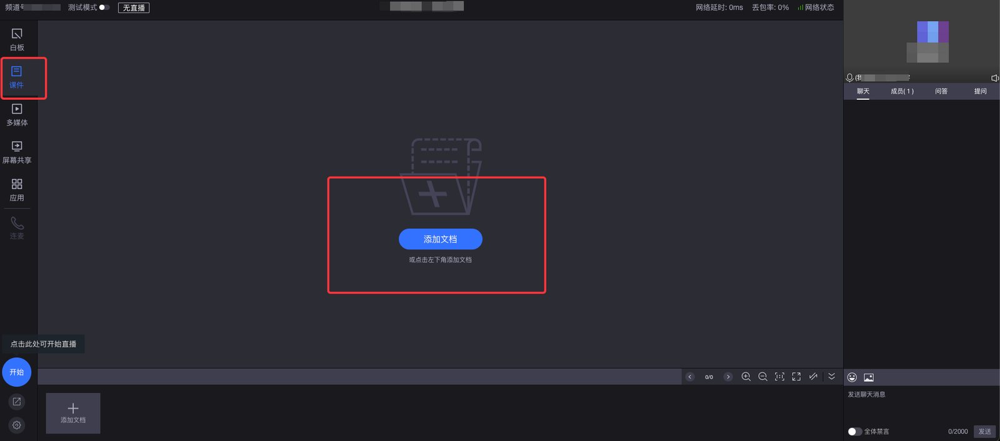 频道号
测试模式
无直播
网络延时: 0ms
丢包率: 0%
网络状态
白板
课件
多媒体
屏幕共享
应用
连麦
添加文档
或点击左下角添加文档
点击此处可开始直播
开始
0/0
添加文档
(我
聊天
成员( 1 )
问答
提问
发送聊天消息
全体禁言
0/2000
发送